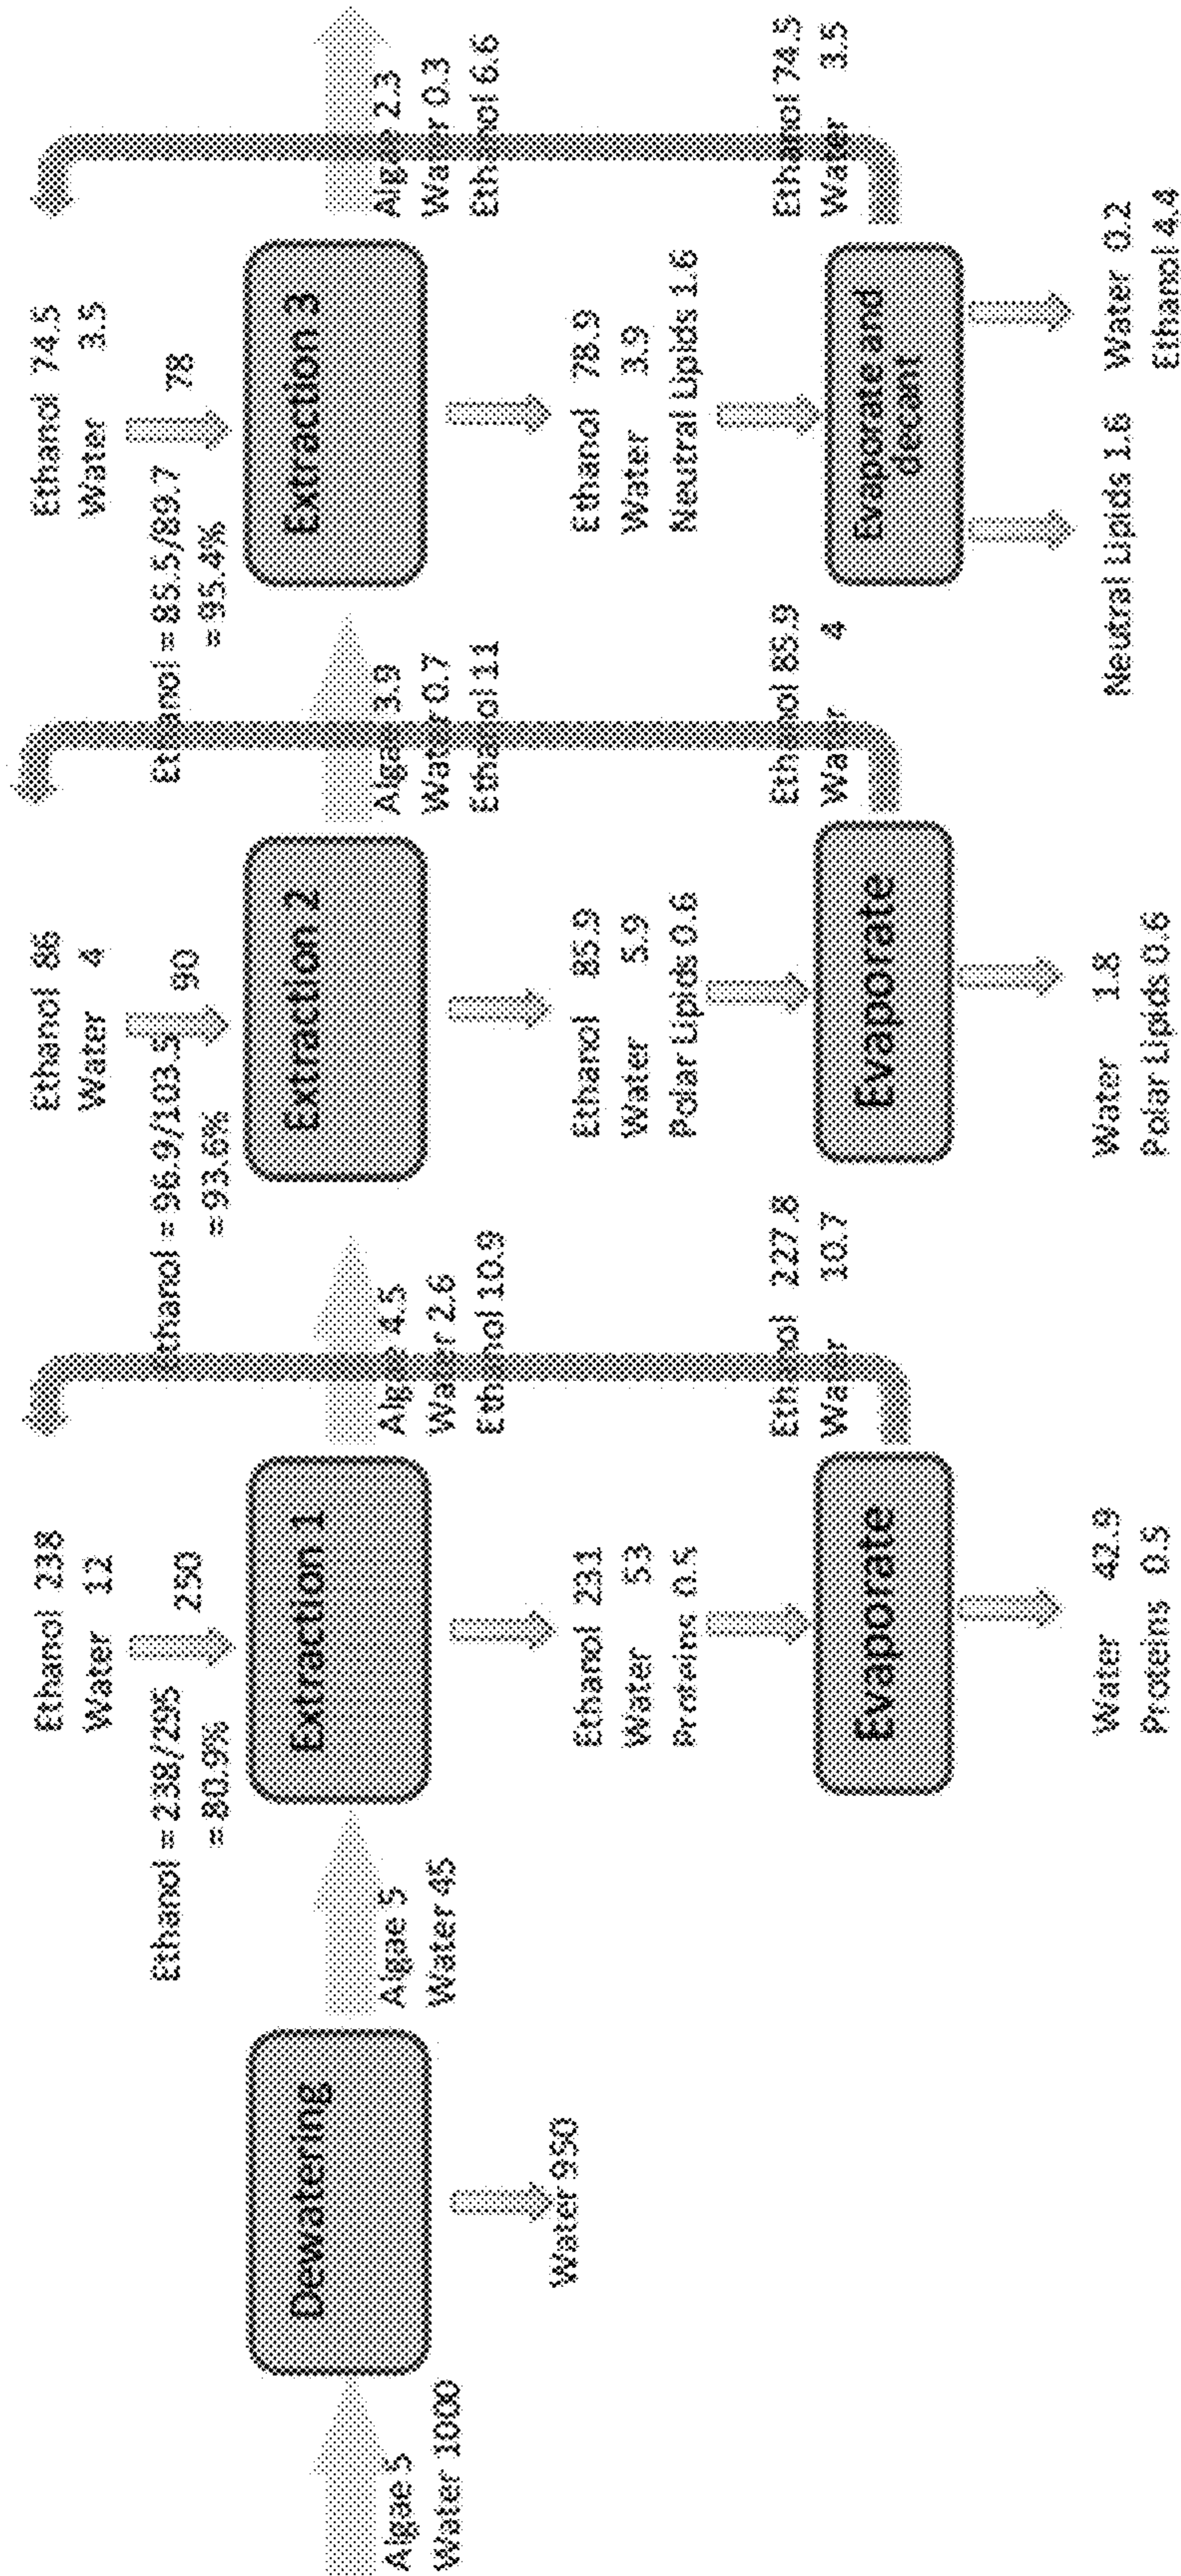 Algae 5
Water 1000
Dewatering
Water 950
Algae 5
Water 45
Ethanol 238
Water 12
250
Ethanol = 238/295
= 80.9%
Extraction 1
Ethanol 231
Water 53
Proteins 0.5
Evaporate
Water 42.9
Proteins 0.5
Ethanol 227.8
Water 10.7
Algae 4.5
Water 2.6
Ethanol 10.9
Ethanol 86
Water 4
90
Ethanol = 96.9/103.5
= 93.6%
Extraction 2
Ethanol 85.9
Water 5.9
Polar Lipids 0.6
Evaporate
Water 1.8
Polar Lipids 0.6
Ethanol 85.9
Water 4
Algae 3.9
Water 0.7
Ethanol 11
Ethanol 74.5
Water 3.5
78
Ethanol = 85.5/89.7
= 95.4%
Extraction 3
Ethanol 78.9
Water 3.9
Neutral Lipids 1.6
Evaporate and
decant
Neutral Lipids 1.6
Water 0.2
Ethanol 4.4
Ethanol 74.5
Water 3.5
Algae 2.3
Water 0.3
Ethanol 6.6